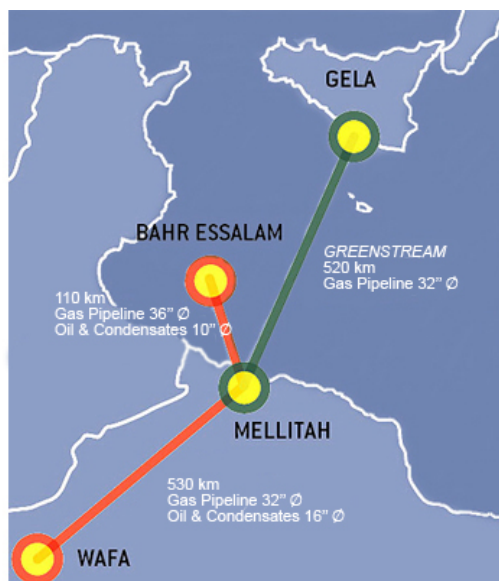 GELA
BAHR ESSALAM
GREENSTREAM
520 km
Gas Pipeline 32" Ø
110 km
Gas Pipeline 36" Ø
Oil & Condensates 10" Ø
MELLITAH
530 km
Gas Pipeline 32" Ø
Oil & Condensates 16" Ø
WAFA